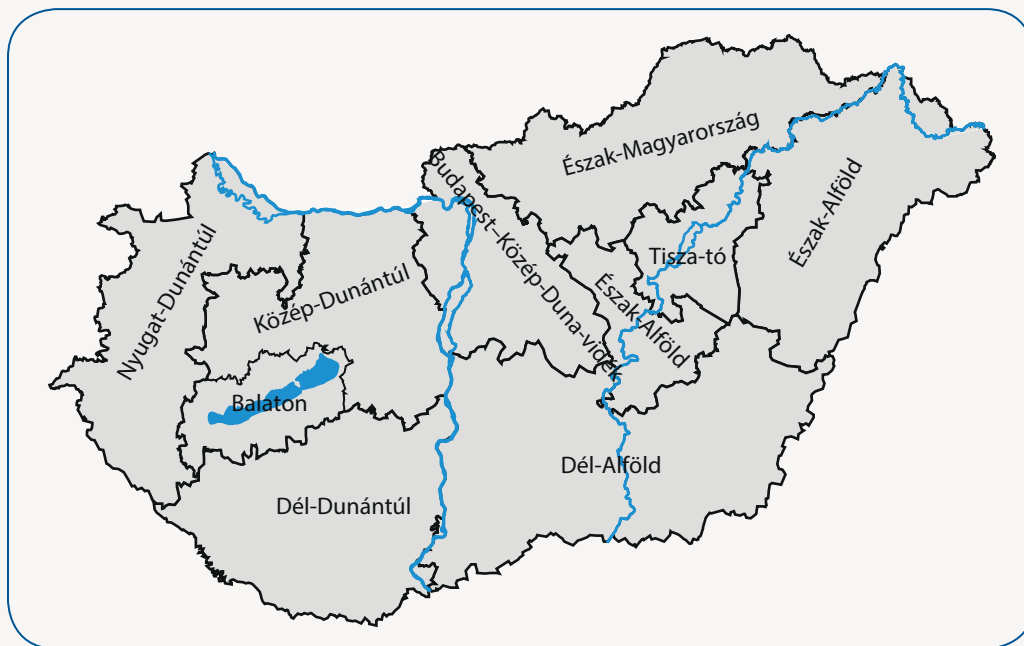 Észak-Magyarország
Budapest–Közép-Duna-vidék
Észak-Alföld
Nyugat-Dunántúl
Tisza-tó
Közép-Dunántúl
Észak-Alföld
Balaton
Dél-Alföld
Dél-Dunántúl